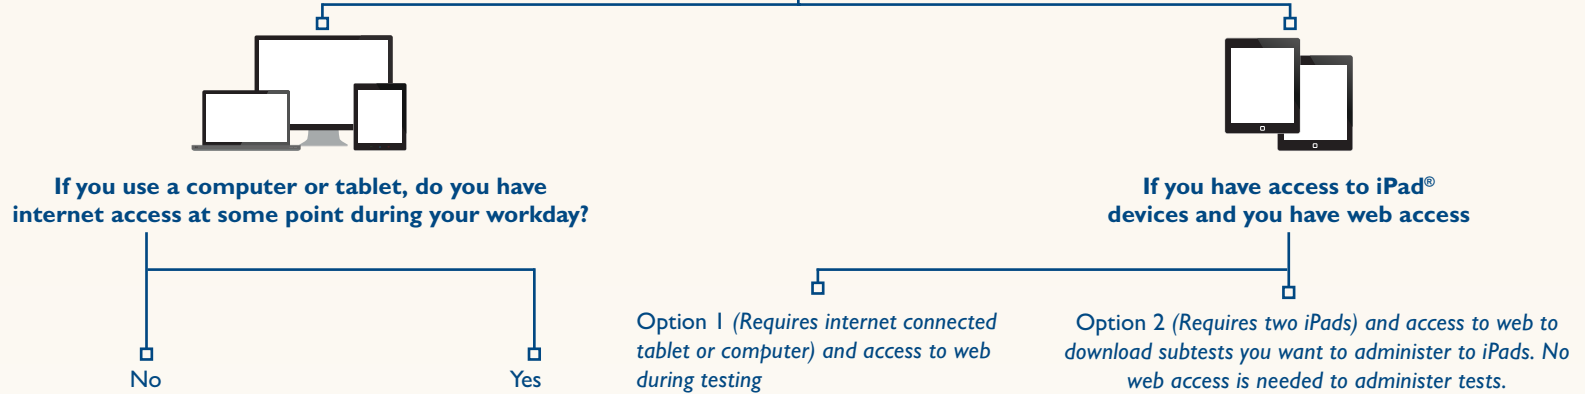 If you use a computer or tablet, do you have
internet access at some point during your workday?
No
Yes
If you have access to iPad®
devices and you have web access
Option 1 (Requires internet connected
tablet or computer) and access to web
during testing
Option 2 (Requires two iPads) and access to web to
download subtests you want to administer to iPads. No
web access is needed to administer tests.